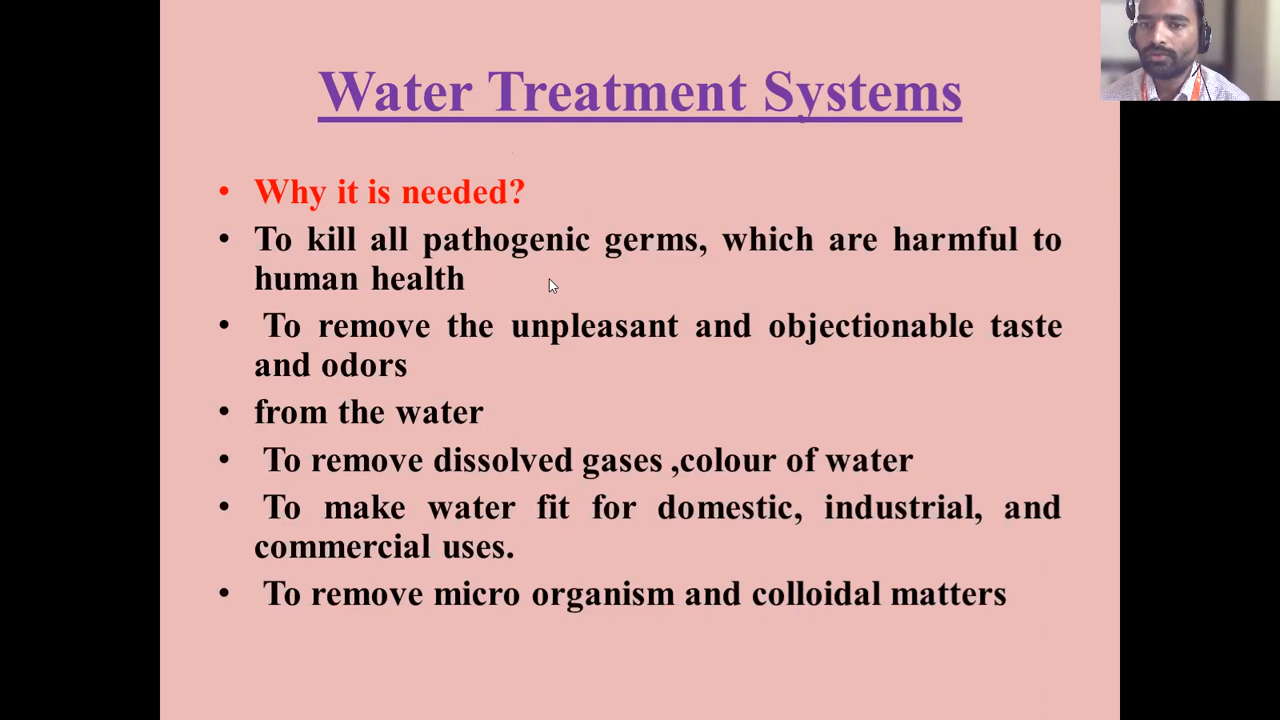 Water Treatment Systems
• Why it is needed?
• To kill all pathogenic germs, which are harmful to
human health
• To remove the unpleasant and objectionable taste
and odors
• from the water
• To remove dissolved gases ,colour of water
• To make water fit for domestic, industrial, and
commercial uses.
• To remove micro organism and colloidal matters